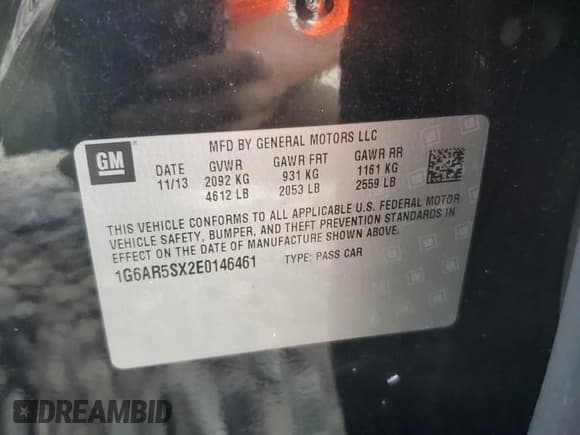 GM
MFD BY GENERAL MOTORS LLC
DATE GVWR GAWR FRT GAWR RR
11/13 2092 KG 931 KG 1161 KG
4612 LB 2053 LB 2559 LB
THIS VEHICLE CONFORMS TO ALL APPLICABLE U.S. FEDERAL MOTOR
VEHICLE SAFETY, BUMPER, AND THEFT PREVENTION STANDARDS IN
EFFECT ON THE DATE OF MANUFACTURE SHOWN ABOVE.
1G6AR5SX2E0146461 TYPE: PASS CAR
DREAMBID